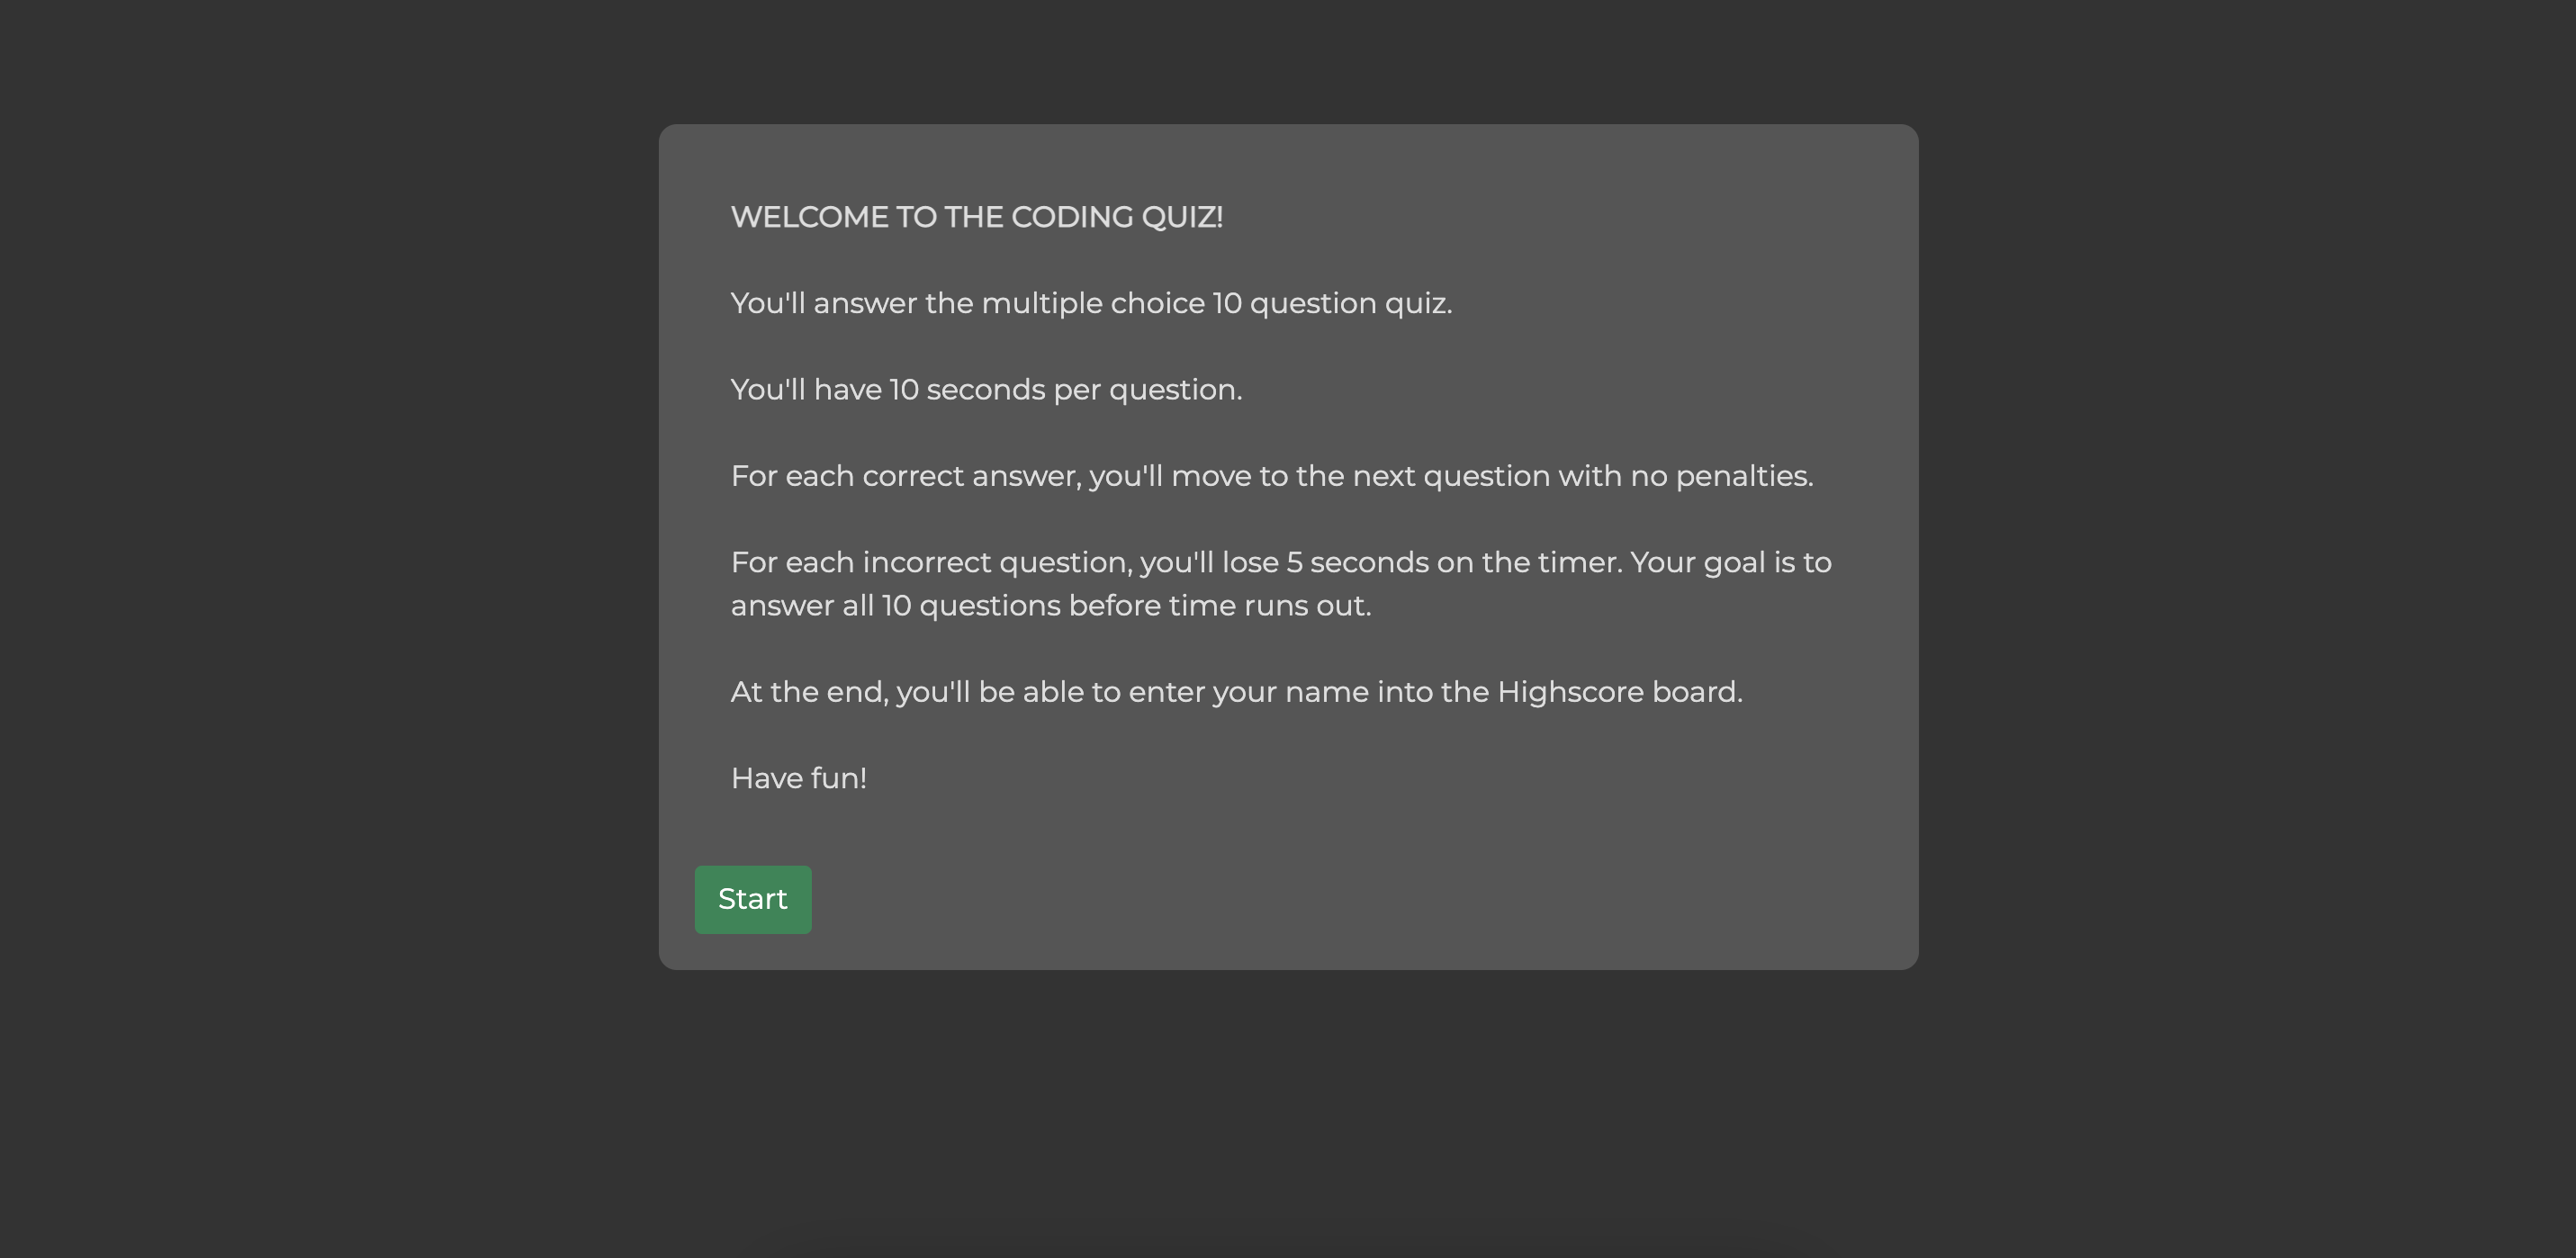 WELCOME TO THE CODING QUIZ!
You'll answer the multiple choice 10 question quiz.
You'll have 10 seconds per question.
For each correct answer, you'll move to the next question with no penalties.
For each incorrect question, you'll lose 5 seconds on the timer. Your goal is to
answer all 10 questions before time runs out.
At the end, you'll be able to enter your name into the Highscore board.
Have fun!
Start